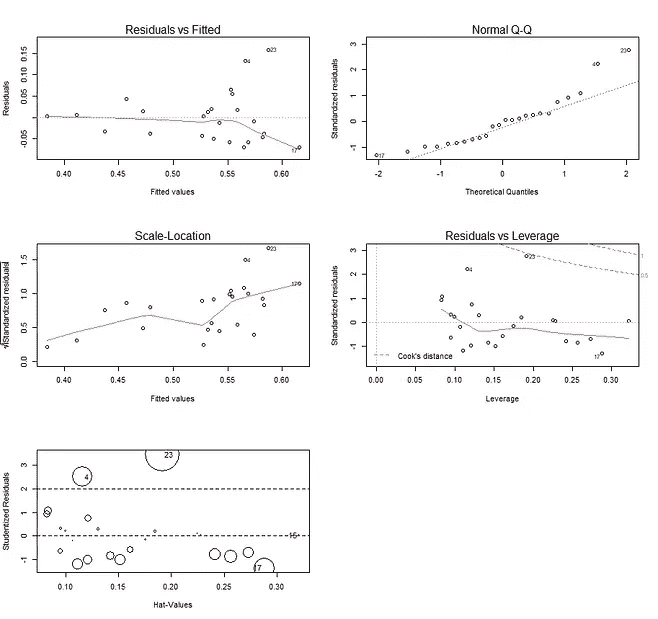 Residuals vs Fitted
Residuals
0.15
0.05
-0.05
4
23
17
0.40 0.45 0.50 0.55 0.60
Fitted values
Normal Q-Q
Standardized residuals
3
2
1
0
-1
4
23
17
-2 -1 0 1 2
Theoretical Quantiles
Scale-Location
√|Standardized residuals|
1.5
1.0
0.5
0.0
4
23
17
0.40 0.45 0.50 0.55 0.60
Fitted values
Residuals vs Leverage
Standardized residuals
3
2
1
0
-1
4
23
17
1
0.5
Cook's distance
0.00 0.05 0.10 0.15 0.20 0.25 0.30
Leverage
Studentized Residuals
3
2
1
0
-1
4
23
15
17
0.10 0.15 0.20 0.25 0.30
Hat-Values